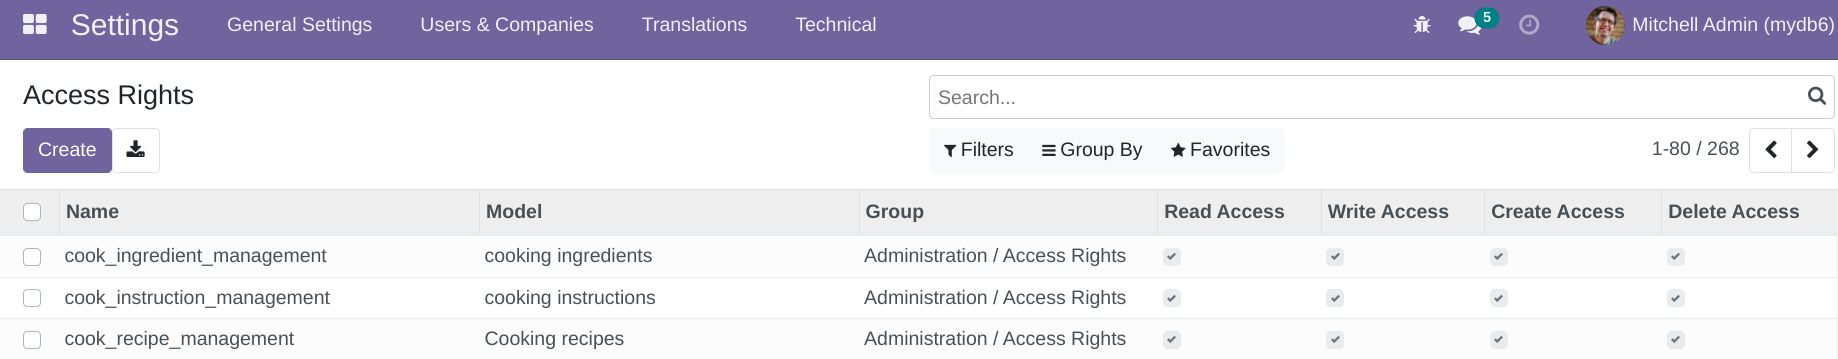 Settings General Settings Users & Companies Translations Technical 5 Mitchell Admin (mydb6)
Access Rights Search...
Create Filters Group By Favorites 1-80 / 268
Name Model Group Read Access Write Access Create Access Delete Access
cook_ingredient_management cooking ingredients Administration / Access Rights
cook_instruction_management cooking instructions Administration / Access Rights
cook_recipe_management Cooking recipes Administration / Access Rights